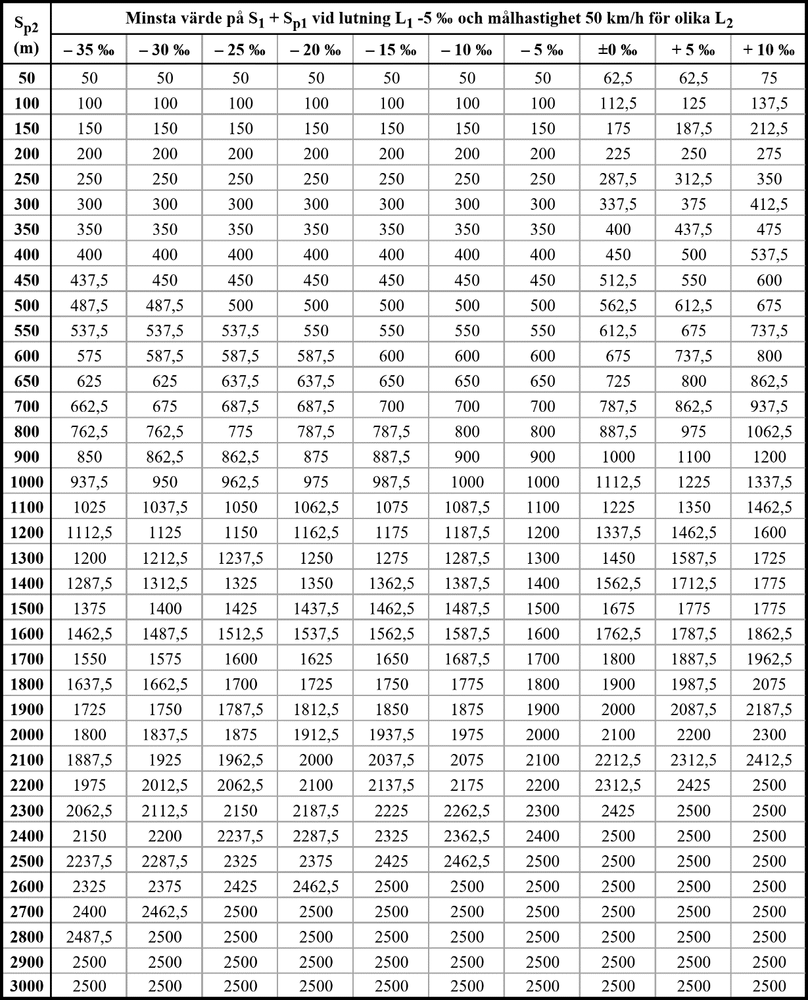 S_p2 (m) Minsta värde på S_1 + S_p1 vid lutning L_1 -5 ‰ och målhastighet 50 km/h för olika L_2
– 35 ‰ – 30 ‰ – 25 ‰ – 20 ‰ – 15 ‰ – 10 ‰ – 5 ‰ ±0 ‰ + 5 ‰ + 10 ‰
50 50 50 50 50 50 50 50 62,5 62,5 75
100 100 100 100 100 100 100 100 112,5 125 137,5
150 150 150 150 150 150 150 150 175 187,5 212,5
200 200 200 200 200 200 200 200 225 250 275
250 250 250 250 250 250 250 250 287,5 312,5 350
300 300 300 300 300 300 300 300 337,5 375 412,5
350 350 350 350 350 350 350 350 400 437,5 475
400 400 400 400 400 400 400 400 450 500 537,5
450 437,5 450 450 450 450 450 450 512,5 550 600
500 487,5 487,5 500 500 500 500 500 562,5 612,5 675
550 537,5 537,5 537,5 550 550 550 550 612,5 675 737,5
600 575 587,5 587,5 587,5 600 600 600 675 737,5 800
650 625 625 637,5 637,5 650 650 650 725 800 862,5
700 662,5 675 687,5 687,5 700 700 700 787,5 862,5 937,5
800 762,5 762,5 775 787,5 787,5 800 800 887,5 975 1062,5
900 850 862,5 862,5 875 887,5 900 900 1000 1100 1200
1000 937,5 950 962,5 975 987,5 1000 1000 1112,5 1225 1337,5
1100 1025 1037,5 1050 1062,5 1075 1087,5 1100 1225 1350 1462,5
1200 1112,5 1125 1150 1162,5 1175 1187,5 1200 1337,5 1462,5 1600
1300 1200 1212,5 1237,5 1250 1275 1287,5 1300 1450 1587,5 1725
1400 1287,5 1312,5 1325 1350 1362,5 1387,5 1400 1562,5 1712,5 1775
1500 1375 1400 1425 1437,5 1462,5 1487,5 1500 1675 1775 1775
1600 1462,5 1487,5 1512,5 1537,5 1562,5 1587,5 1600 1762,5 1787,5 1862,5
1700 1550 1575 1600 1625 1650 1687,5 1700 1800 1887,5 1962,5
1800 1637,5 1662,5 1700 1725 1750 1775 1800 1900 1987,5 2075
1900 1725 1750 1787,5 1812,5 1850 1875 1900 2000 2087,5 2187,5
2000 1800 1837,5 1875 1912,5 1937,5 1975 2000 2100 2200 2300
2100 1887,5 1925 1962,5 2000 2037,5 2075 2100 2212,5 2312,5 2412,5
2200 1975 2012,5 2062,5 2100 2137,5 2175 2200 2312,5 2425 2500
2300 2062,5 2112,5 2150 2187,5 2225 2262,5 2300 2425 2500 2500
2400 2150 2200 2237,5 2287,5 2325 2362,5 2400 2500 2500 2500
2500 2237,5 2287,5 2325 2375 2425 2462,5 2500 2500 2500 2500
2600 2325 2375 2425 2462,5 2500 2500 2500 2500 2500 2500
2700 2400 2462,5 2500 2500 2500 2500 2500 2500 2500 2500
2800 2487,5 2500 2500 2500 2500 2500 2500 2500 2500 2500
2900 2500 2500 2500 2500 2500 2500 2500 2500 2500 2500
3000 2500 2500 2500 2500 2500 2500 2500 2500 2500 2500